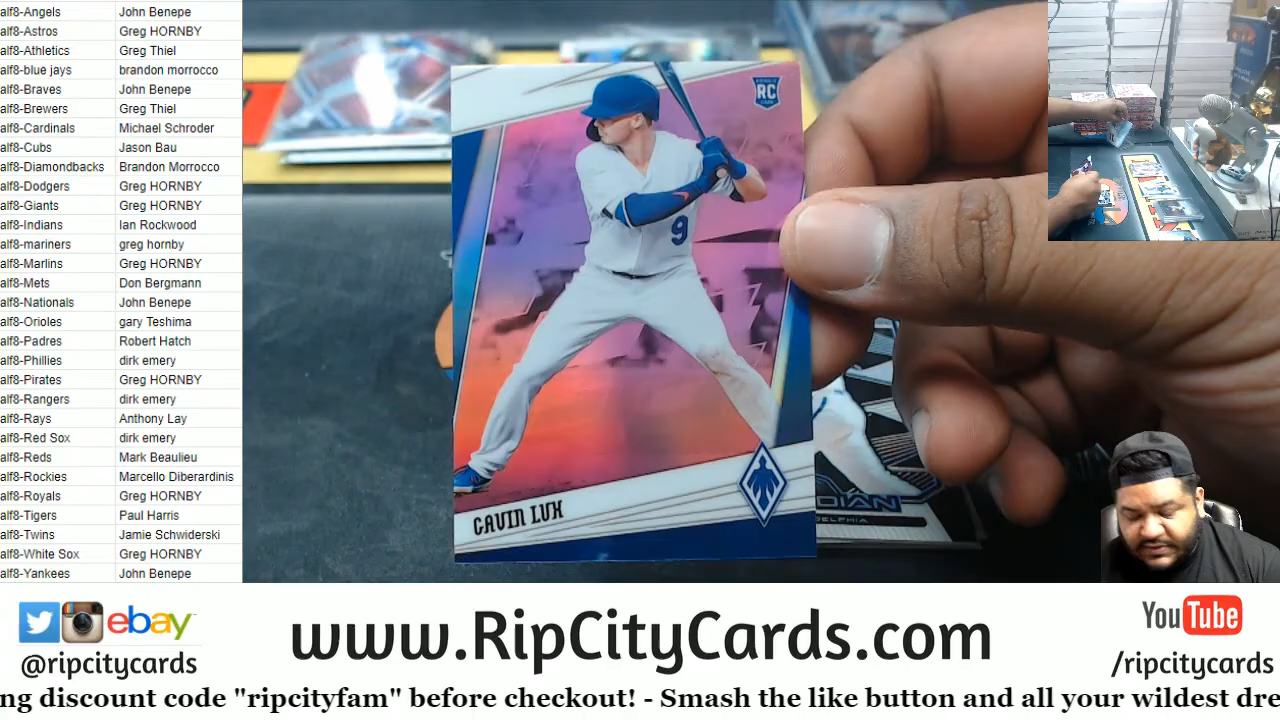 alf8-Angels John Benepe
alf8-Astros Greg HORNBY
alf8-Athletics Greg Thiel
alf8-blue jays brandon morrocco
alf8-Braves John Benepe
alf8-Brewers Greg Thiel
alf8-Cardinals Michael Schroder
alf8-Cubs Jason Bau
alf8-Diamondbacks Brandon Morrocco
alf8-Dodgers Greg HORNBY
alf8-Giants Greg HORNBY
alf8-Indians Ian Rockwood
alf8-mariners greg hornby
alf8-Marlins Greg HORNBY
alf8-Mets Don Bergmann
alf8-Nationals John Benepe
alf8-Orioles gary Teshima
alf8-Padres Robert Hatch
alf8-Phillies dirk emery
alf8-Pirates Greg HORNBY
alf8-Rangers dirk emery
alf8-Rays Anthony Lay
alf8-Red Sox dirk emery
alf8-Reds Mark Beaulieu
alf8-Rockies Marcello Diberardinis
alf8-Royals Greg HORNBY
alf8-Tigers Paul Harris
alf8-Twins Jamie Schwiderski
alf8-White Sox Greg HORNBY
alf8-Yankees John Benepe
RC
9
GAVIN LUX
DIAN
DELPHIA
ebay
@ripcitycards
www.RipCityCards.com
YouTube
/ripcitycards
ng discount code "ripcityfam" before checkout! - Smash the like button and all your wildest dre